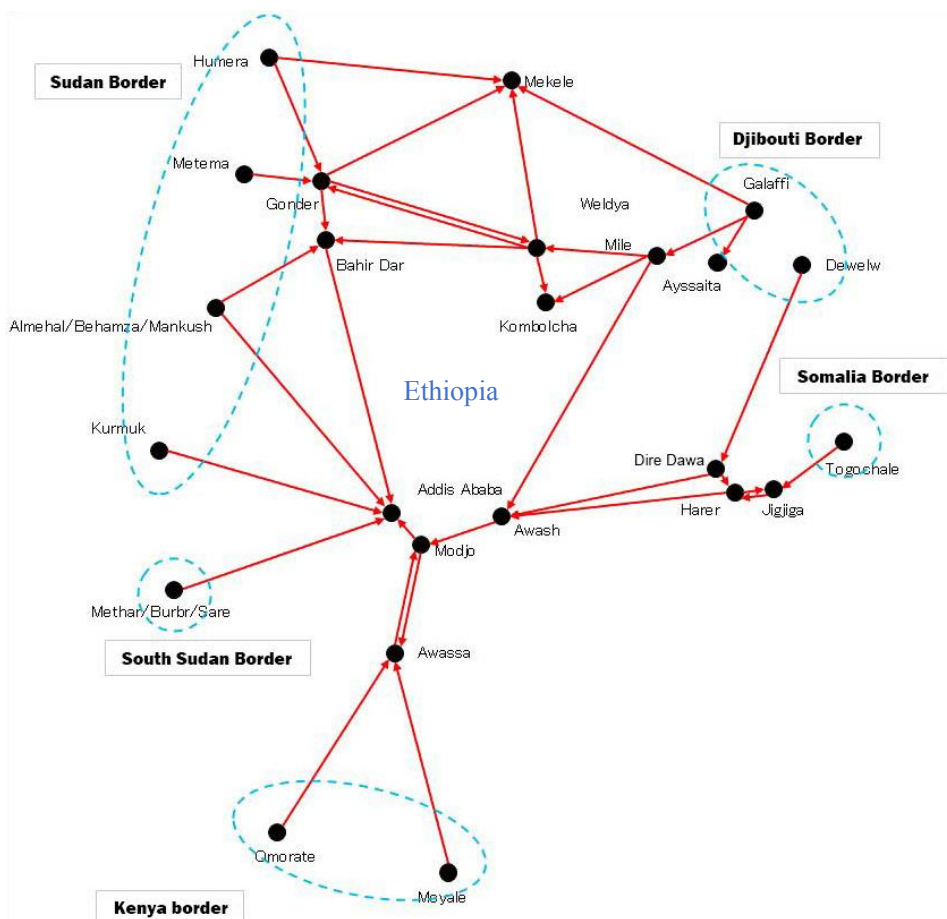 Humera
Sudan Border
Mekele
Djibouti Border
Metema
Galaffi
Gonder
Weldya
Mile
Bahir Dar
Ayssaita
Dewelw
Almehal/Behamza/Mankush
Kombolcha
Ethiopia
Somalia Border
Kurmuk
Dire Dawa
Togochale
Addis Ababa
Harer
Jigjiga
Awash
Modjo
Methar/Burbr/Sare
South Sudan Border
Awassa
Omorate
Moyale
Kenya border